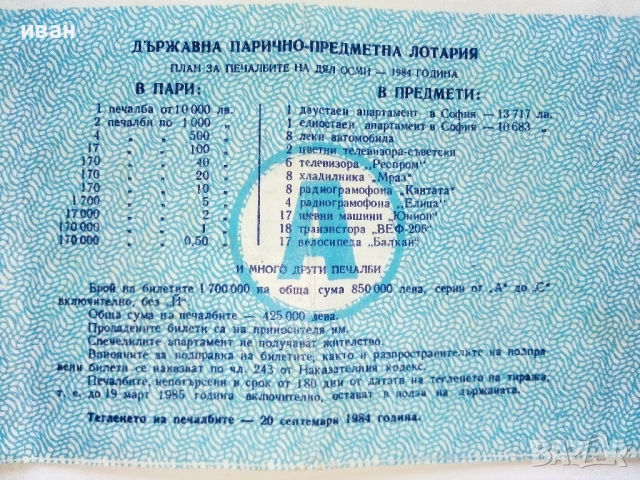 иван
ДЪРЖАВНА ПАРИЧНО-ПРЕДМЕТНА ЛОТАРИЯ
ПЛАН ЗА ПЕЧАЛБИТЕ НА ДЯЛ ОСМИ — 1984 ГОДИНА
В ПАРИ:
1 печалба от 10 000 лв.
2 печалби по 1 000 „
4 „ „ 500 „
17 „ „ 100 „
170 „ „ 40 „
170 „ „ 20 „
170 „ „ 10 „
1 700 „ „ 5 „
17 000 „ „ 2 „
170 000 „ „ 1 „
170 000 „ „ 0,50 „
В ПРЕДМЕТИ:
1 двустаен апартамент в София — 13 717 лв.
1 едностаен апартамент в София — 10 683 „
8 леки автомобила
2 цветни телевизора-съветски
6 телевизора „Респром“
8 хладилника „Мраз“
8 радиограмофона „Кантата“
4 радиограмофона „Елица“
17 шевни машини „Юнион“
18 транзистора „ВЕФ-206“
17 велосипеда „Балкан“
А
И МНОГО ДРУГИ ПЕЧАЛБИ
Брой на билетите 1 700 000 на обща сума 850 000 лева, серии от „А“ до „С“
включително, без „Й“.
Обща сума на печалбите — 425 000 лева.
Продадените билети са на приносителя им.
Спечелилите апартамент не получават жителство.
Виновните за подправка на билетите, както и разпространителите на подпра
вени билети се наказват по чл. 243 от Наказателния кодекс.
Печалбите, непотърсени в срок от 180 дни от датата на тегленето на тиража,
т. е. до 19 март 1985 година включително, остават в полза на държавата.
Тегленето на печалбите — 20 септември 1984 година.
BAZAR